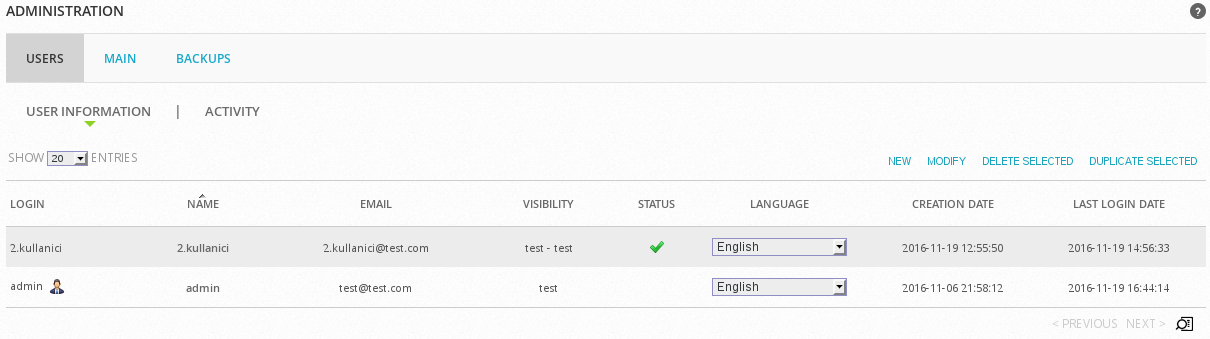 ADMINISTRATION ?
USERS MAIN BACKUPS
USER INFORMATION | ACTIVITY
SHOW 20 ENTRIES
NEW MODIFY DELETE SELECTED DUPLICATE SELECTED
LOGIN NAME EMAIL VISIBILITY STATUS LANGUAGE CREATION DATE LAST LOGIN DATE
2.kullanici 2.kullanici 2.kullanici@test.com test - test English 2016-11-19 12:55:50 2016-11-19 14:56:33
admin admin test@test.com test English 2016-11-06 21:58:12 2016-11-19 16:44:14
< PREVIOUS NEXT >